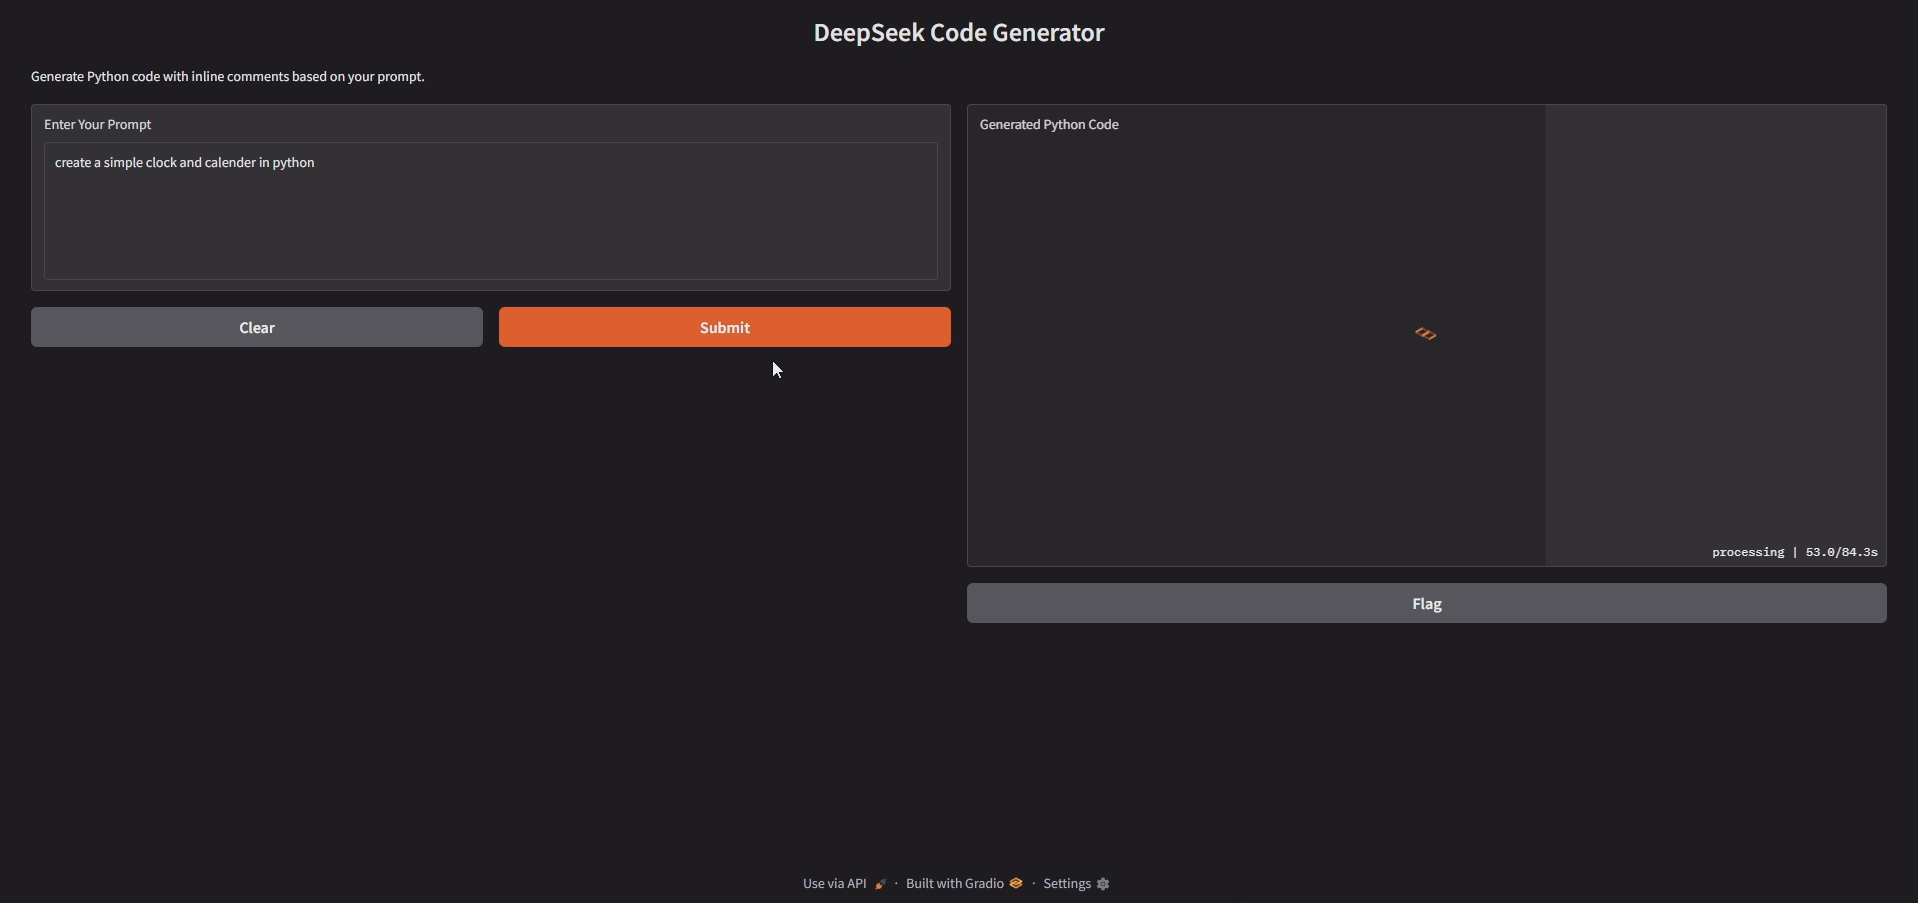 DeepSeek Code Generator
Generate Python code with inline comments based on your prompt.
Enter Your Prompt
create a simple clock and calender in python
Clear
Submit
Generated Python Code
processing | 53.0/84.3s
Flag
Use via API · Built with Gradio · Settings